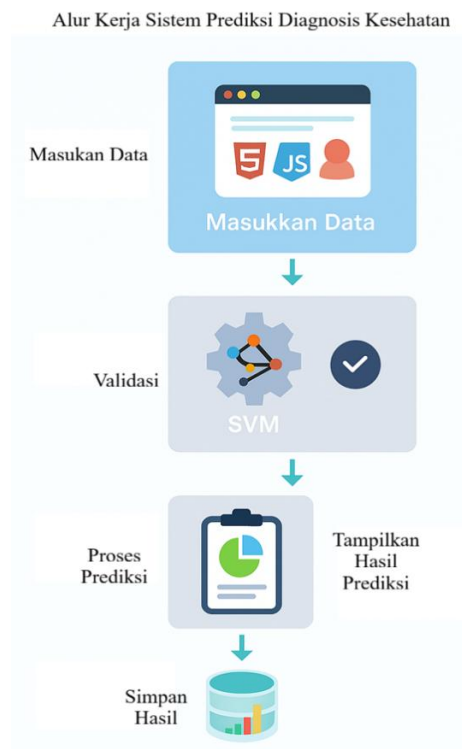 Alur Kerja Sistem Prediksi Diagnosis Kesehatan
Masukan Data
5 JS
Masukkan Data
Validasi
SVM
Proses
Prediksi
Tampilkan
Hasil
Prediksi
Simpan
Hasil